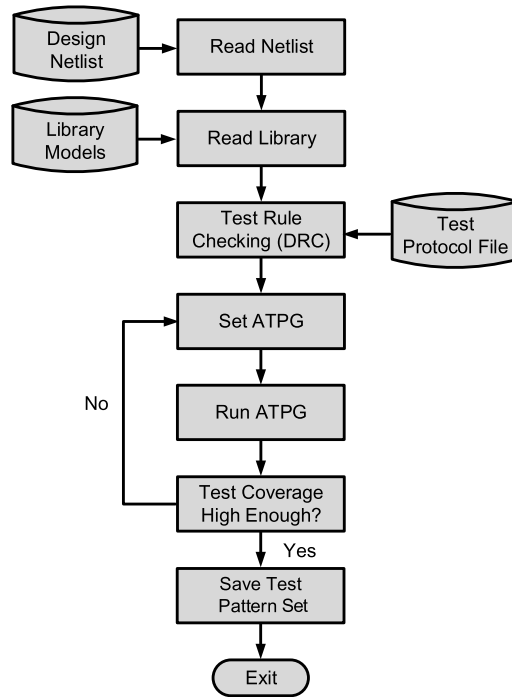 Design
Netlist
Read Netlist
Library
Models
Read Library
Test Rule
Checking (DRC)
Test
Protocol File
Set ATPG
No
Run ATPG
Test Coverage
High Enough?
Yes
Save Test
Pattern Set
Exit